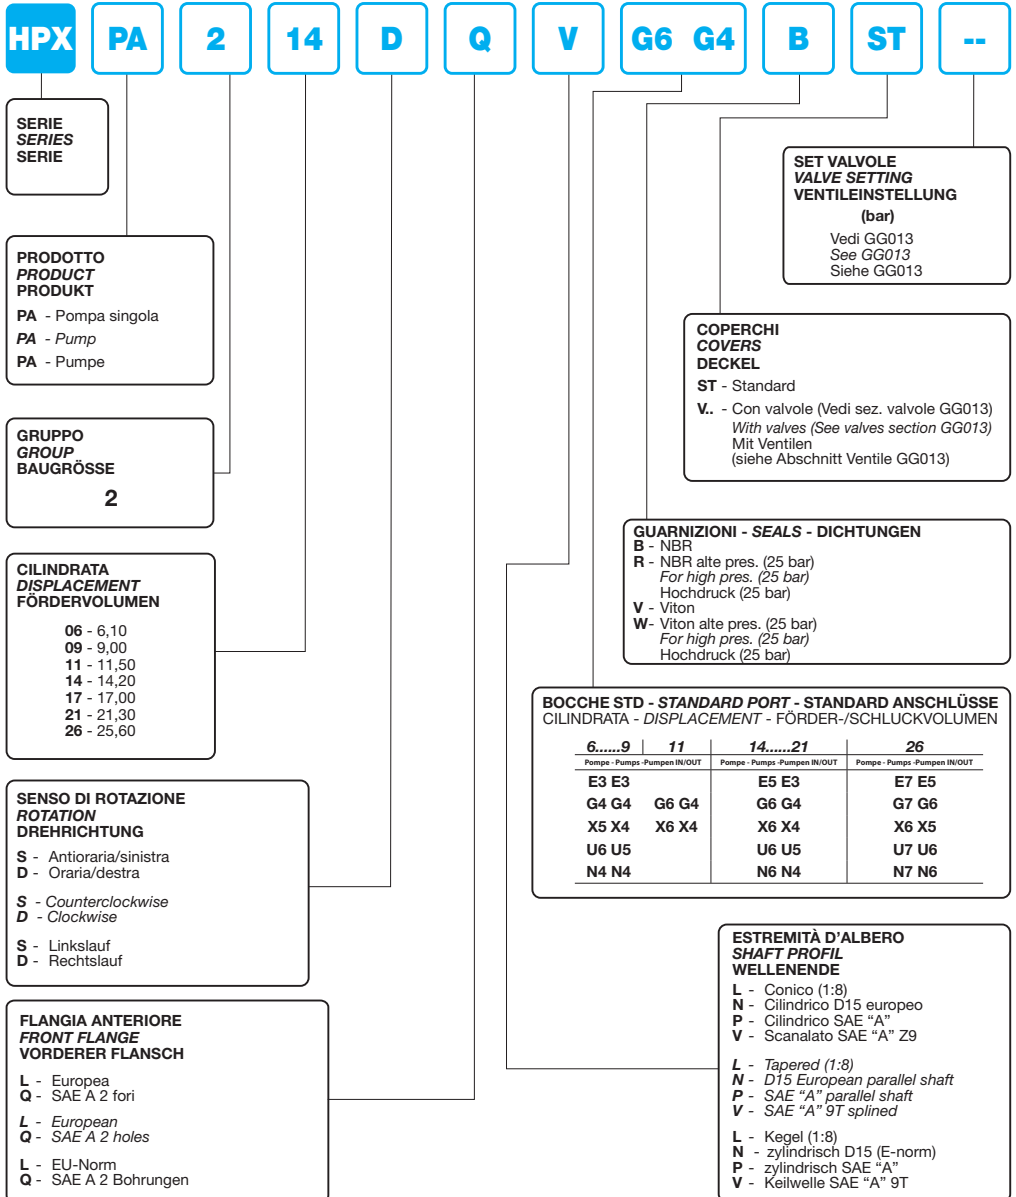 HPX PA 2 14 D Q V G6 G4 B ST --
SERIE
SERIES
SERIE
PRODOTTO
PRODUCT
PRODUKT
PA - Pompa singola
PA - Pump
PA - Pumpe
GRUPPO
GROUP
BAUGRÖSSE
2
CILINDRATA
DISPLACEMENT
FÖRDERVOLUMEN
06 - 6,10
09 - 9,00
11 - 11,50
14 - 14,20
17 - 17,00
21 - 21,30
26 - 25,60
SENSO DI ROTAZIONE
ROTATION
DREHRICHTUNG
S - Antioraria/sinistra
D - Oraria/destra
S - Counterclockwise
D - Clockwise
S - Linkslauf
D - Rechtslauf
FLANGIA ANTERIORE
FRONT FLANGE
VORDERER FLANSCH
L - Europea
Q - SAE A 2 fori
L - European
Q - SAE A 2 holes
L - EU-Norm
Q - SAE A 2 Bohrungen
SET VALVOLE
VALVE SETTING
VENTILEINSTELLUNG
(bar)
Vedi GG013
See GG013
Siehe GG013
COPERCHI
COVERS
DECKEL
ST - Standard
V.. - Con valvole (Vedi sez. valvole GG013)
With valves (See valves section GG013)
Mit Ventilen
(siehe Abschnitt Ventile GG013)
GUARNIZIONI - SEALS - DICHTUNGEN
B - NBR
R - NBR alte pres. (25 bar)
For high pres. (25 bar)
Hochdruck (25 bar)
V - Viton
W- Viton alte pres. (25 bar)
For high pres. (25 bar)
Hochdruck (25 bar)
BOCCHE STD - STANDARD PORT - STANDARD ANSCHLÜSSE
CILINDRATA - DISPLACEMENT - FÖRDER-/SCHLUCKVOLUMEN
6......9 11 14......21 26
Pompe - Pumps -Pumpen IN/OUT Pompe - Pumps -Pumpen IN/OUT Pompe - Pumps -Pumpen IN/OUT
E3 E3 E5 E3 E7 E5
G4 G4 G6 G4 G6 G4 G7 G6
X5 X4 X6 X4 X6 X4 X6 X5
U6 U5 U6 U5 U7 U6
N4 N4 N6 N4 N7 N6
ESTREMITÀ D'ALBERO
SHAFT PROFIL
WELLENENDE
L - Conico (1:8)
N - Cilindrico D15 europeo
P - Cilindrico SAE “A”
V - Scanalato SAE “A” Z9
L - Tapered (1:8)
N - D15 European parallel shaft
P - SAE “A” parallel shaft
V - SAE “A” 9T splined
L - Kegel (1:8)
N - zylindrisch D15 (E-norm)
P - zylindrisch SAE “A”
V - Keilwelle SAE “A” 9T